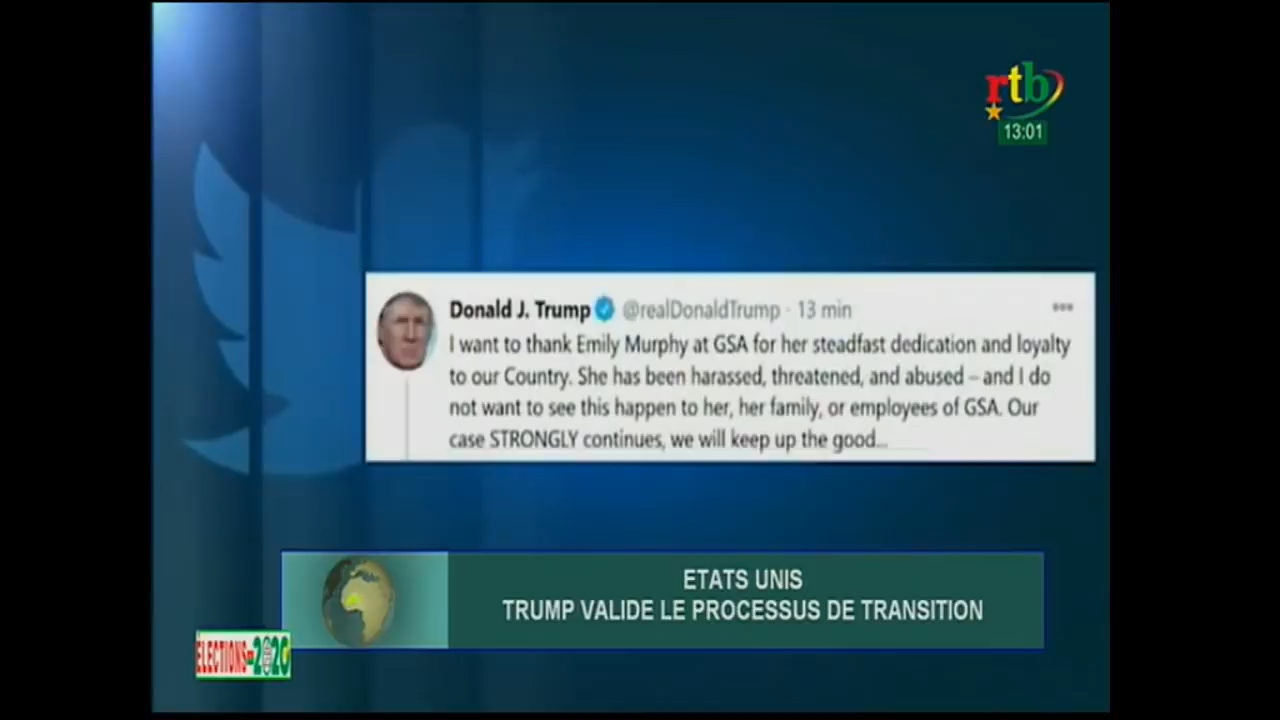 rtb
13:01
Donald J. Trump @realDonaldTrump · 13 min
I want to thank Emily Murphy at GSA for her steadfast dedication and loyalty
to our Country. She has been harassed, threatened, and abused – and I do
not want to see this happen to her, her family, or employees of GSA. Our
case STRONGLY continues, we will keep up the good...
ETATS UNIS
TRUMP VALIDE LE PROCESSUS DE TRANSITION
ÉLECTIONS 2020